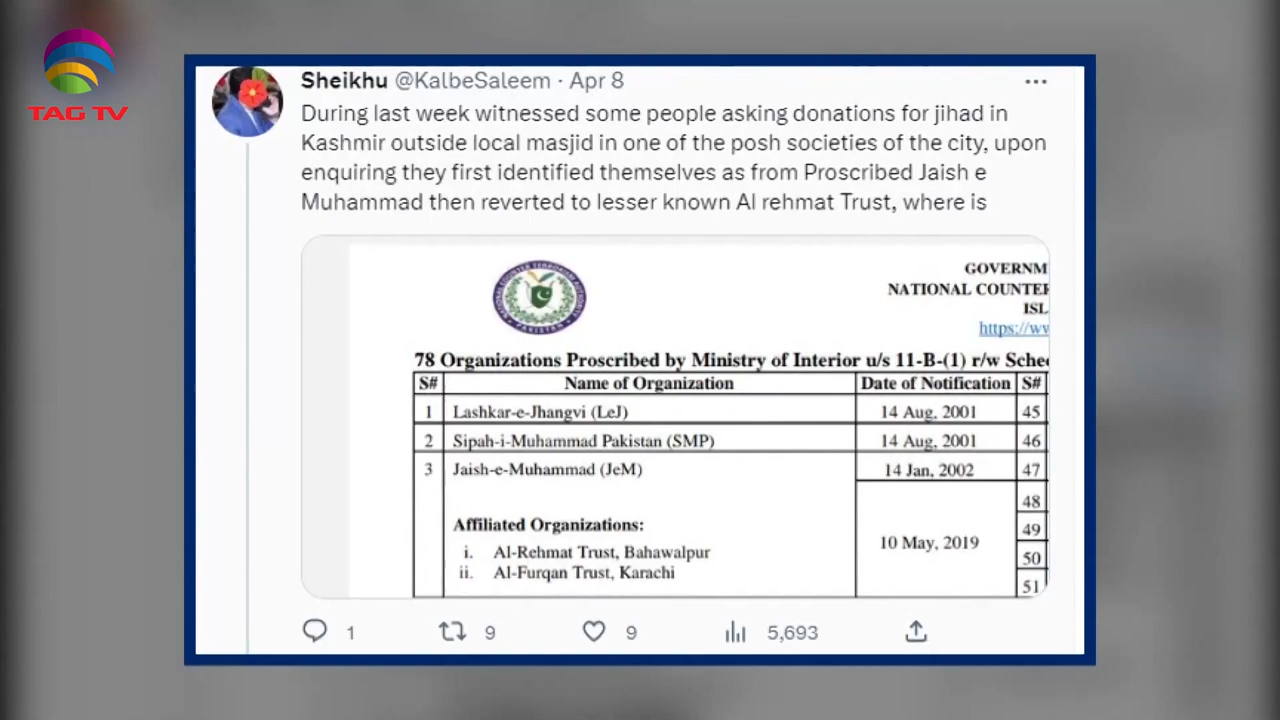 TAG TV
Sheikhu @KalbeSaleem · Apr 8
During last week witnessed some people asking donations for jihad in
Kashmir outside local masjid in one of the posh societies of the city, upon
enquiring they first identified themselves as from Proscribed Jaish e
Muhammad then reverted to lesser known Al rehmat Trust, where is
GOVERNM
NATIONAL COUNTER
ISL
https://wv
78 Organizations Proscribed by Ministry of Interior u/s 11-B-(1) r/w Sche
S# Name of Organization Date of Notification S#
1 Lashkar-e-Jhangvi (LeJ) 14 Aug, 2001 45
2 Sipah-i-Muhammad Pakistan (SMP) 14 Aug, 2001 46
3 Jaish-e-Muhammad (JeM) 14 Jan, 2002 47
48
Affiliated Organizations: 49
i. Al-Rehmat Trust, Bahawalpur 10 May, 2019 50
ii. Al-Furqan Trust, Karachi 51
1 9 9 5,693